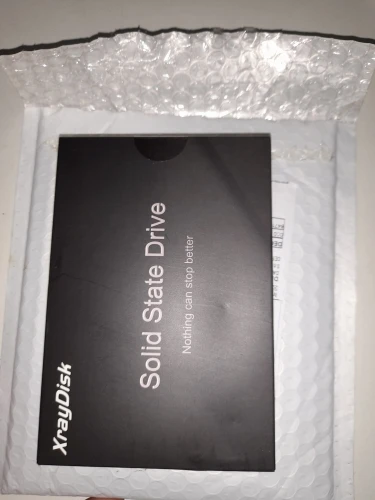 XrayDisk
Solid State Drive
Nothing can stop better